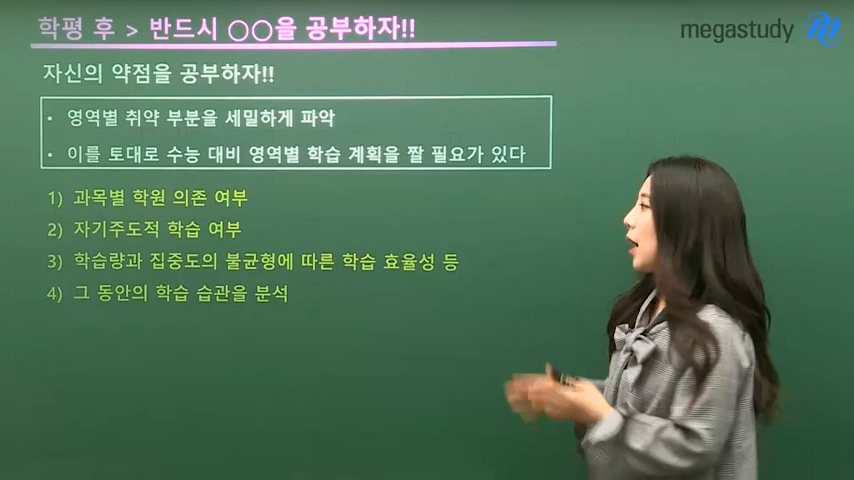 학평 후 > 반드시 ○○을 공부하자!!
megastudy
자신의 약점을 공부하자!!
• 영역별 취약 부분을 세밀하게 파악
• 이를 토대로 수능 대비 영역별 학습 계획을 짤 필요가 있다
1) 과목별 학원 의존 여부
2) 자기주도적 학습 여부
3) 학습량과 집중도의 불균형에 따른 학습 효율성 등
4) 그 동안의 학습 습관을 분석